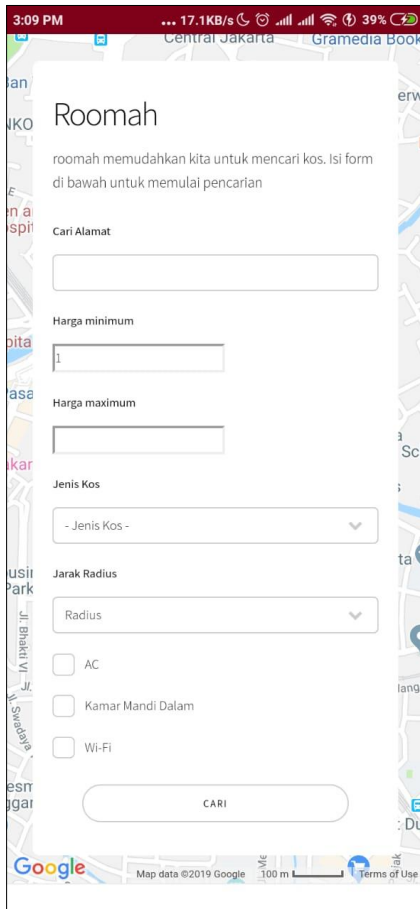 3:09 PM
... 17.1KB/s
39%
Central Jakarta
Gramedia Book
Roomah
roomah memudahkan kita untuk mencari kos. Isi form
di bawah untuk memulai pencarian
Cari Alamat
Harga minimum
1
Harga maximum
Jenis Kos
- Jenis Kos -
Jarak Radius
Radius
Jl. Bhakti VI
Jl. Swadaya
AC
Kamar Mandi Dalam
Wi-Fi
CARI
Google
Map data ©2019 Google
100 m
Terms of Use